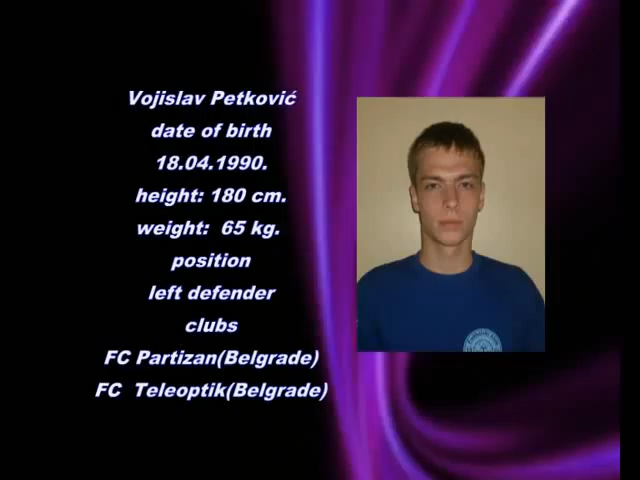 Vojislav Petković
date of birth
18.04.1990.
height: 180 cm.
weight:  65 kg.
position
left defender
clubs
FC Partizan(Belgrade)
FC  Teleoptik(Belgrade)